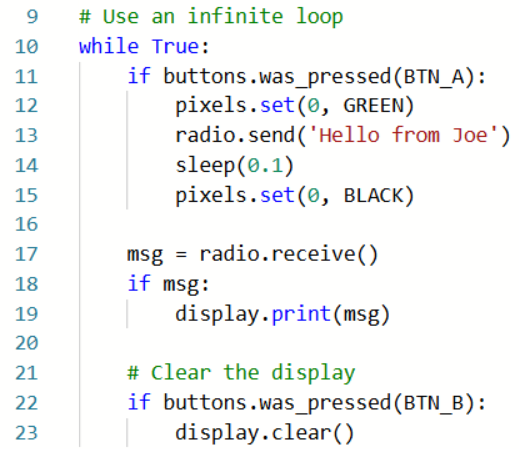 9 # Use an infinite loop
10 while True:
11     if buttons.was_pressed(BTN_A):
12         pixels.set(0, GREEN)
13         radio.send('Hello from Joe')
14         sleep(0.1)
15         pixels.set(0, BLACK)
16
17     msg = radio.receive()
18     if msg:
19         display.print(msg)
20
21     # Clear the display
22     if buttons.was_pressed(BTN_B):
23         display.clear()